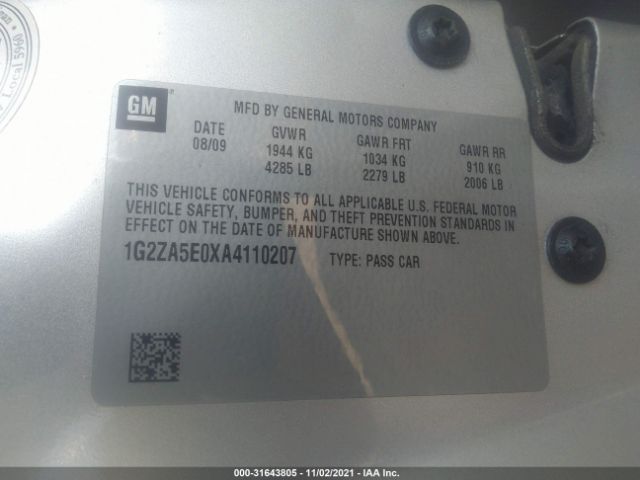 Local 5960
GM
MFD BY GENERAL MOTORS COMPANY
DATE GVWR GAWR FRT GAWR RR
08/09 1944 KG 1034 KG 910 KG
4285 LB 2279 LB 2006 LB
THIS VEHICLE CONFORMS TO ALL APPLICABLE U.S. FEDERAL MOTOR
VEHICLE SAFETY, BUMPER, AND THEFT PREVENTION STANDARDS IN
EFFECT ON THE DATE OF MANUFACTURE SHOWN ABOVE.
1G2ZA5E0XA4110207 TYPE: PASS CAR
000-31643805 - 11/02/2021 - IAA Inc.